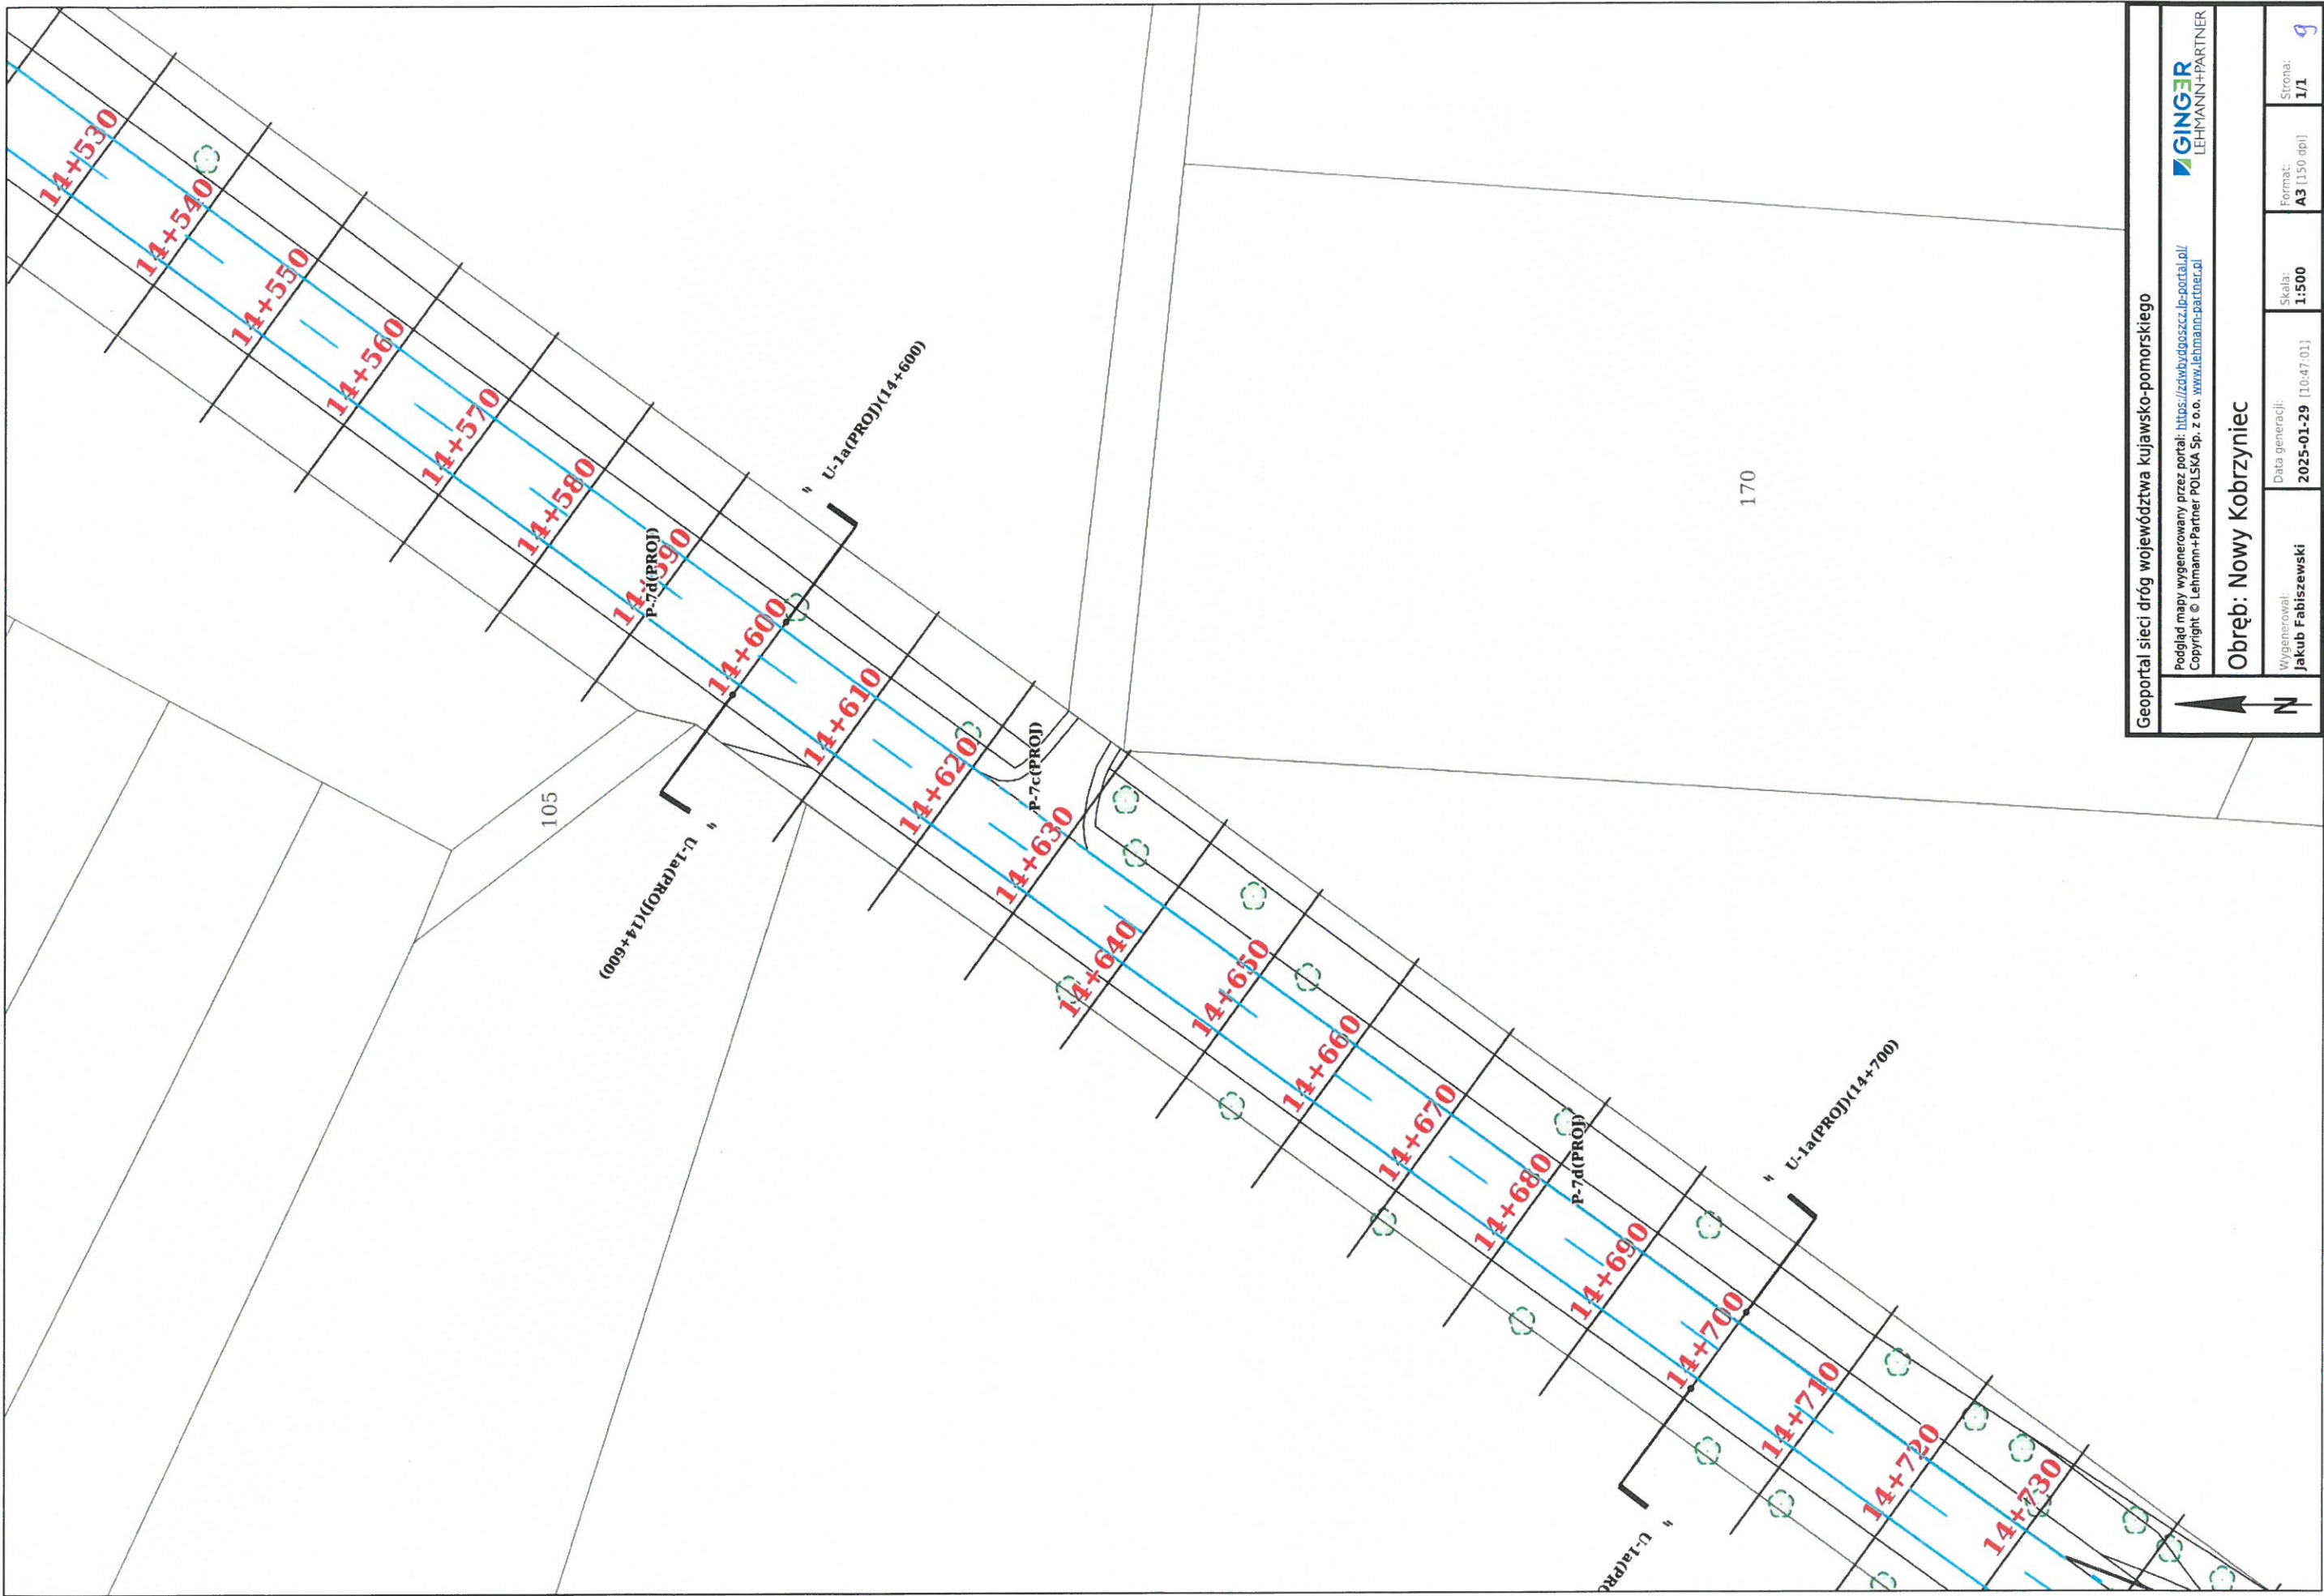 14+530
14+540
14+550
14+560
14+570
14+580
14+590
P-7d(PROJ)
U-1a(PROJ)(14+600)
14+600
U-1a(PROJ)(14+600)
105
14+610
14+620
P-7c(PROJ)
14+630
14+640
14+650
14+660
14+670
14+680
P-7d(PROJ)
14+690
U-1a(PROJ)(14+700)
14+700
U-1a(PRO
14+710
14+720
14+730
170
Geoportal sieci dróg województwa kujawsko-pomorskiego
Podgląd mapy wygenerowany przez portal: https://zdwbydgoszcz.lp-portal.pl/
Copyright © Lehmann+Partner POLSKA Sp. z o.o. www.lehmann-partner.pl
GINGER
LEHMANN+PARTNER
N
Obręb: Nowy Kobrzyniec
Wygenerował:
Jakub Fabiszewski
Data generacji:
2025-01-29 [10:47:01]
Skala:
1:500
Format:
A3 [150 dpi]
Strona:
1/1
9